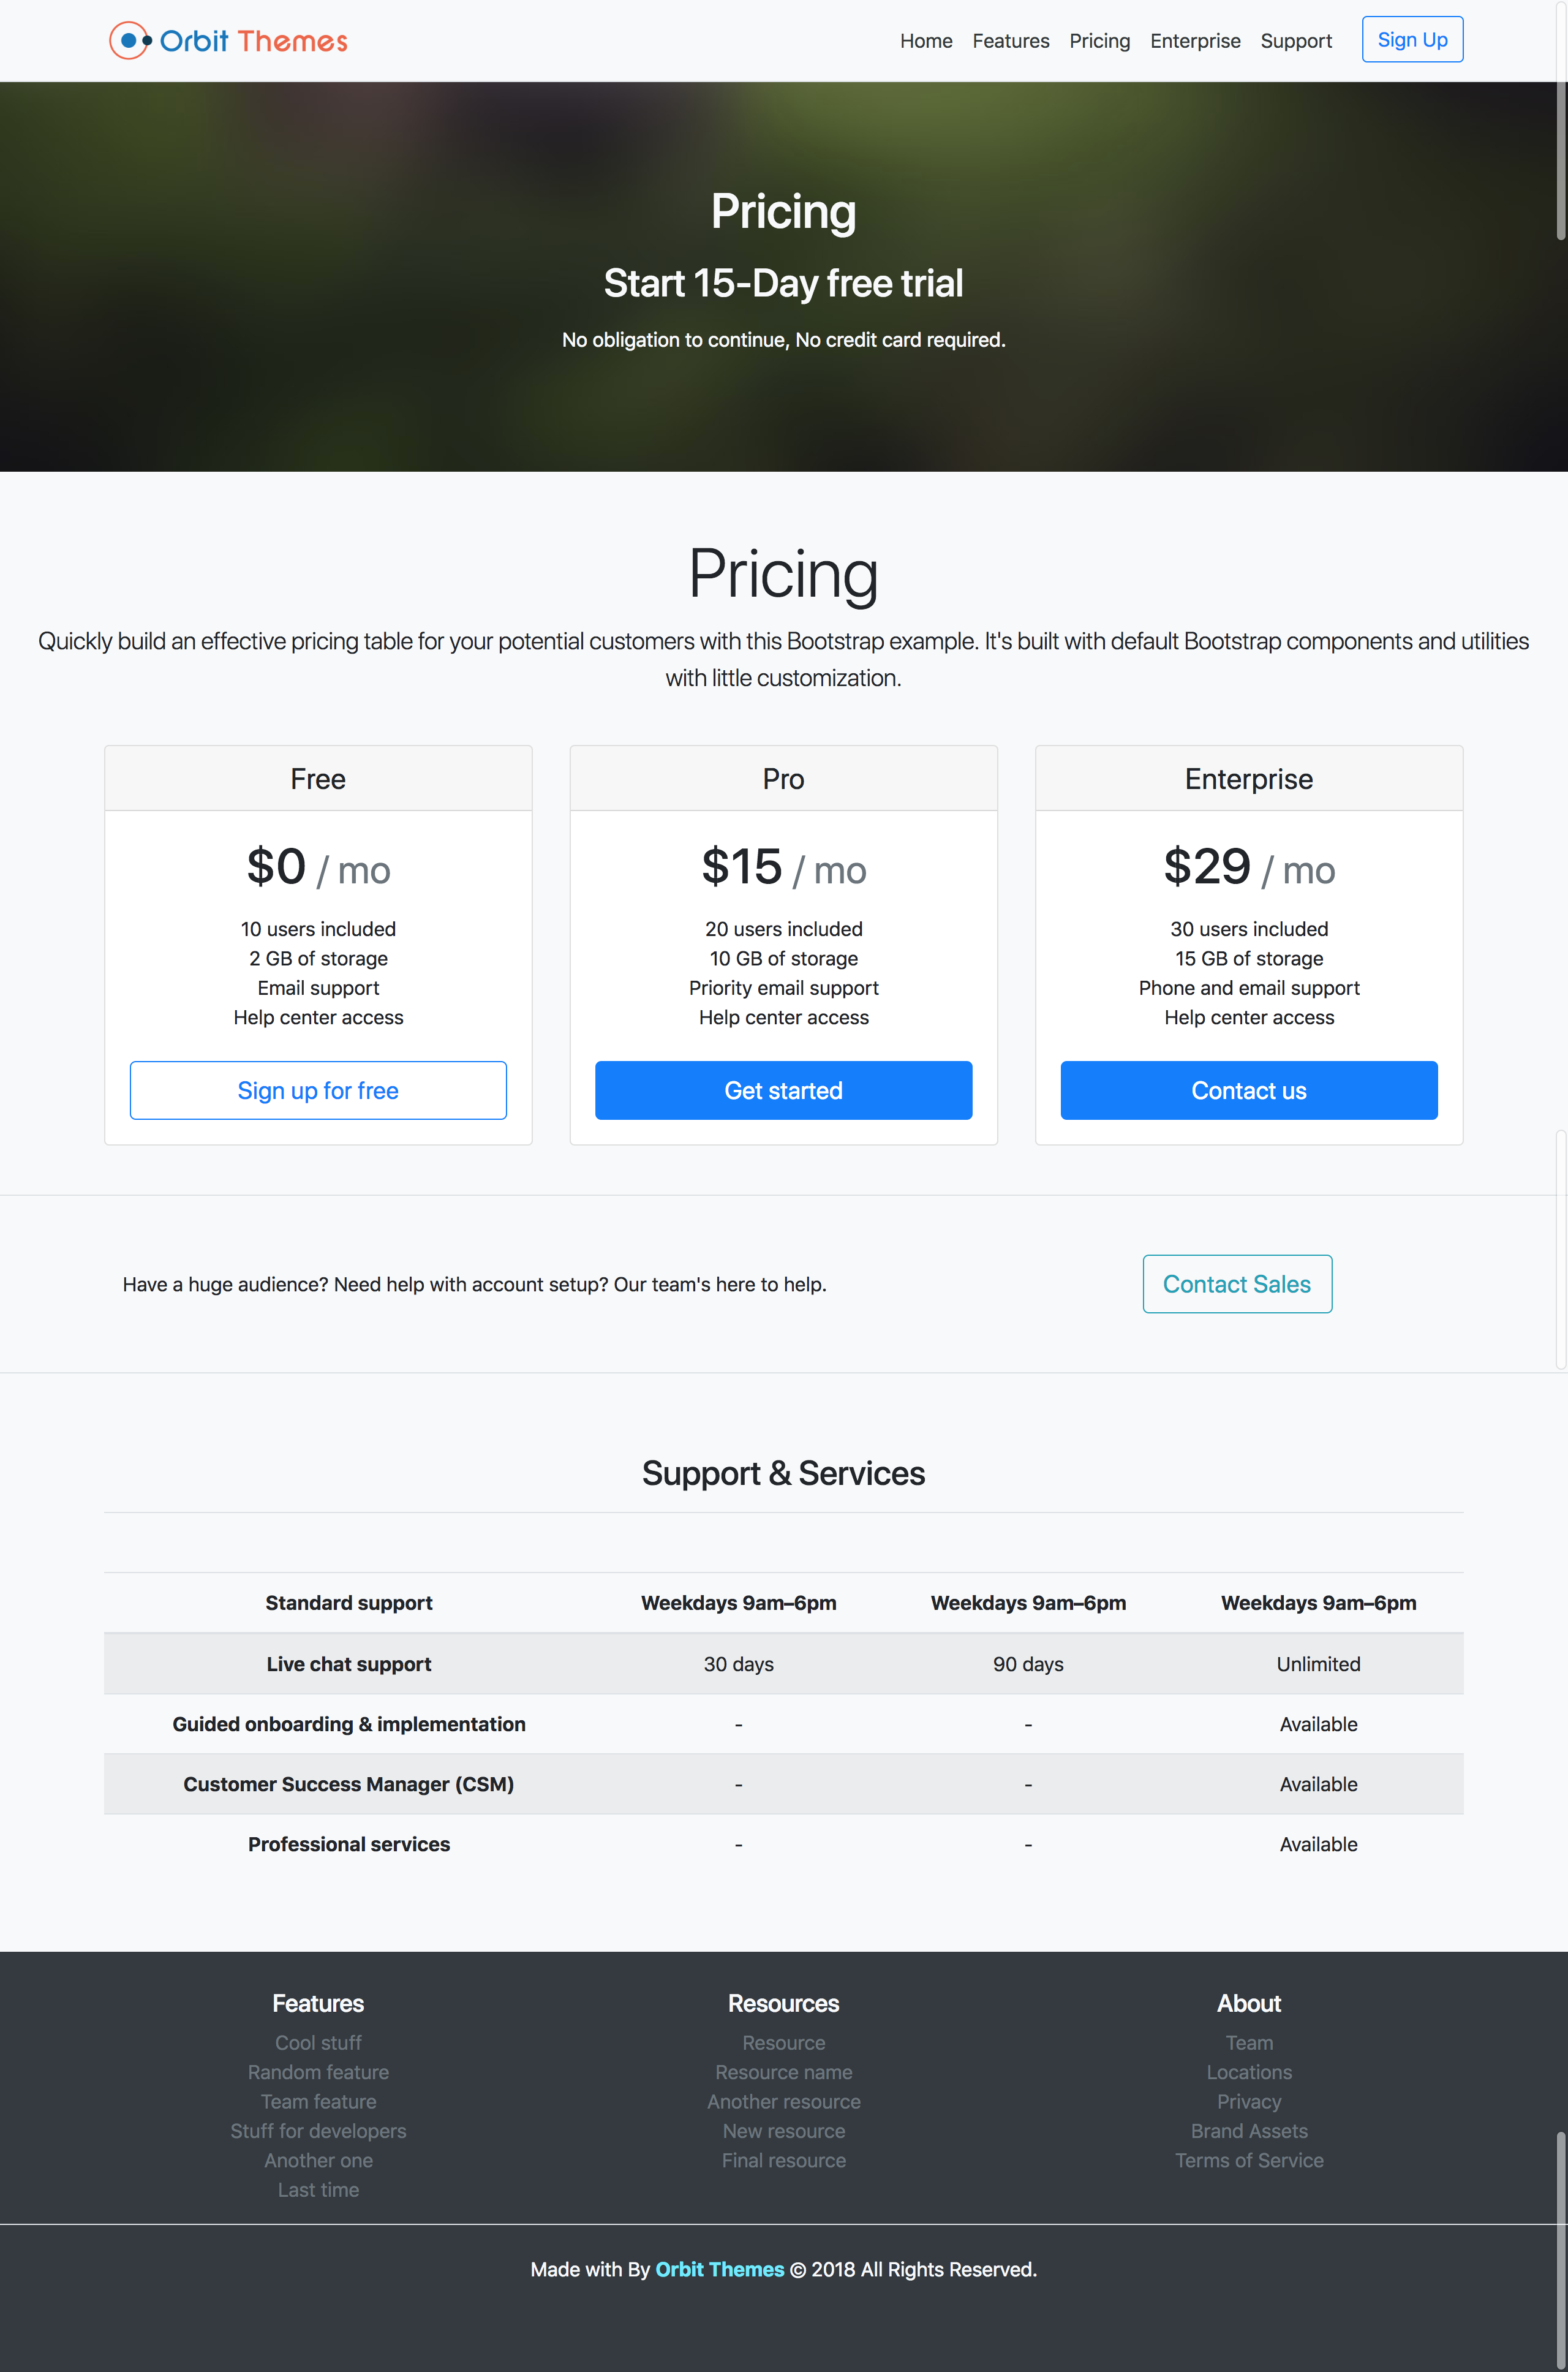 Orbit Themes
Home Features Pricing Enterprise Support Sign Up
Pricing
Start 15-Day free trial
No obligation to continue, No credit card required.
Pricing
Quickly build an effective pricing table for your potential customers with this Bootstrap example. It's built with default Bootstrap components and utilities
with little customization.
Free
$0 / mo
10 users included
2 GB of storage
Email support
Help center access
Sign up for free
Pro
$15 / mo
20 users included
10 GB of storage
Priority email support
Help center access
Get started
Enterprise
$29 / mo
30 users included
15 GB of storage
Phone and email support
Help center access
Contact us
Have a huge audience? Need help with account setup? Our team's here to help.
Contact Sales
Support & Services
Standard support Weekdays 9am–6pm Weekdays 9am–6pm Weekdays 9am–6pm
Live chat support 30 days 90 days Unlimited
Guided onboarding & implementation - - Available
Customer Success Manager (CSM) - - Available
Professional services - - Available
Features
Cool stuff
Random feature
Team feature
Stuff for developers
Another one
Last time
Resources
Resource
Resource name
Another resource
New resource
Final resource
About
Team
Locations
Privacy
Brand Assets
Terms of Service
Made with By Orbit Themes © 2018 All Rights Reserved.